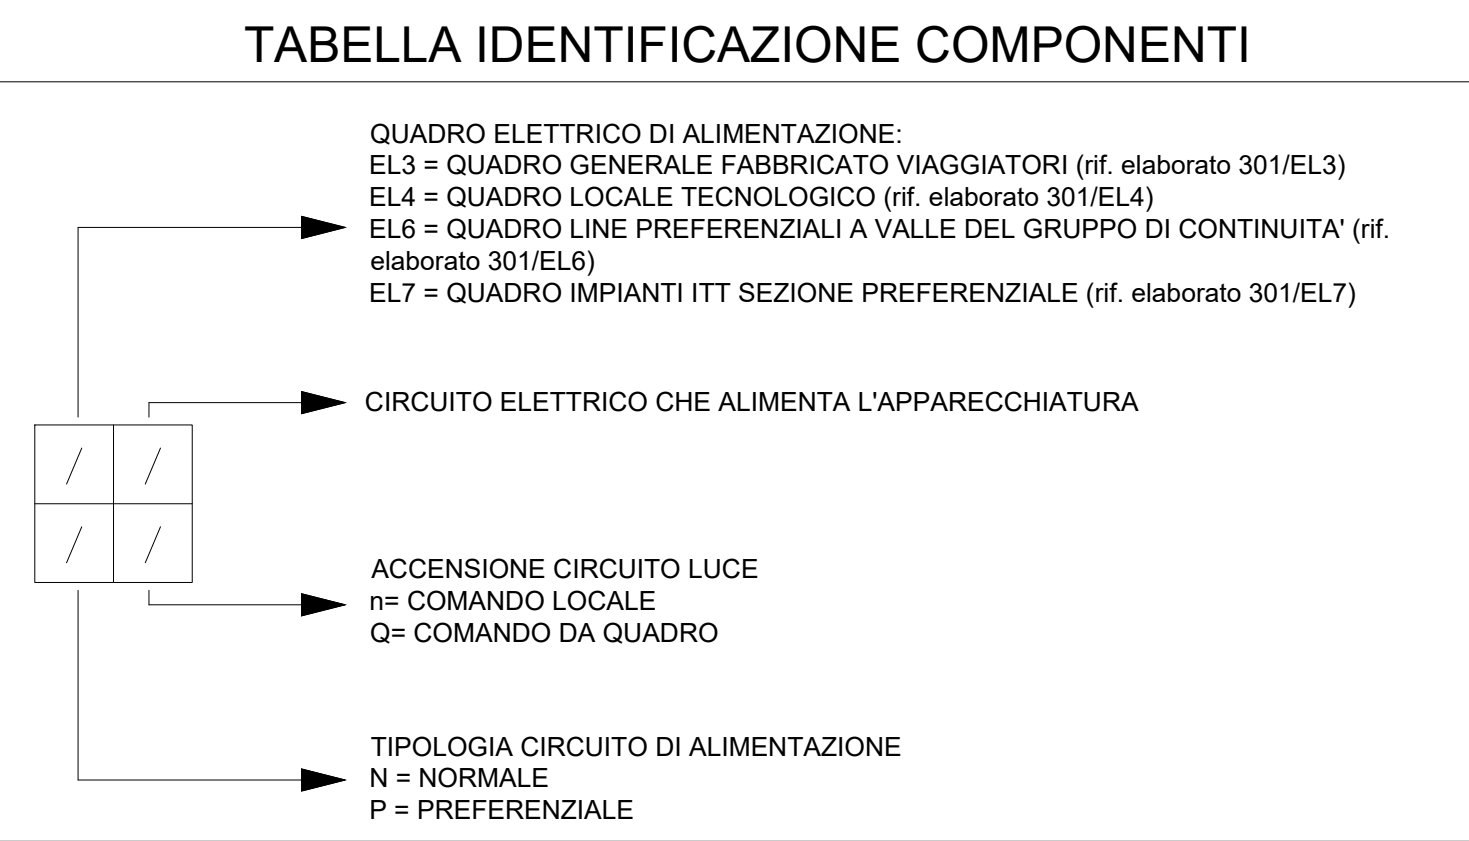 TABELLA IDENTIFICAZIONE COMPONENTI
QUADRO ELETTRICO DI ALIMENTAZIONE:
EL3 = QUADRO GENERALE FABBRICATO VIAGGIATORI (rif. elaborato 301/EL3)
EL4 = QUADRO LOCALE TECNOLOGICO (rif. elaborato 301/EL4)
EL6 = QUADRO LINE PREFERENZIALI A VALLE DEL GRUPPO DI CONTINUITA' (rif.
elaborato 301/EL6)
EL7 = QUADRO IMPIANTI ITT SEZIONE PREFERENZIALE (rif. elaborato 301/EL7)
CIRCUITO ELETTRICO CHE ALIMENTA L'APPARECCHIATURA
/ /
/ /
ACCENSIONE CIRCUITO LUCE
n= COMANDO LOCALE
Q= COMANDO DA QUADRO
TIPOLOGIA CIRCUITO DI ALIMENTAZIONE
N = NORMALE
P = PREFERENZIALE